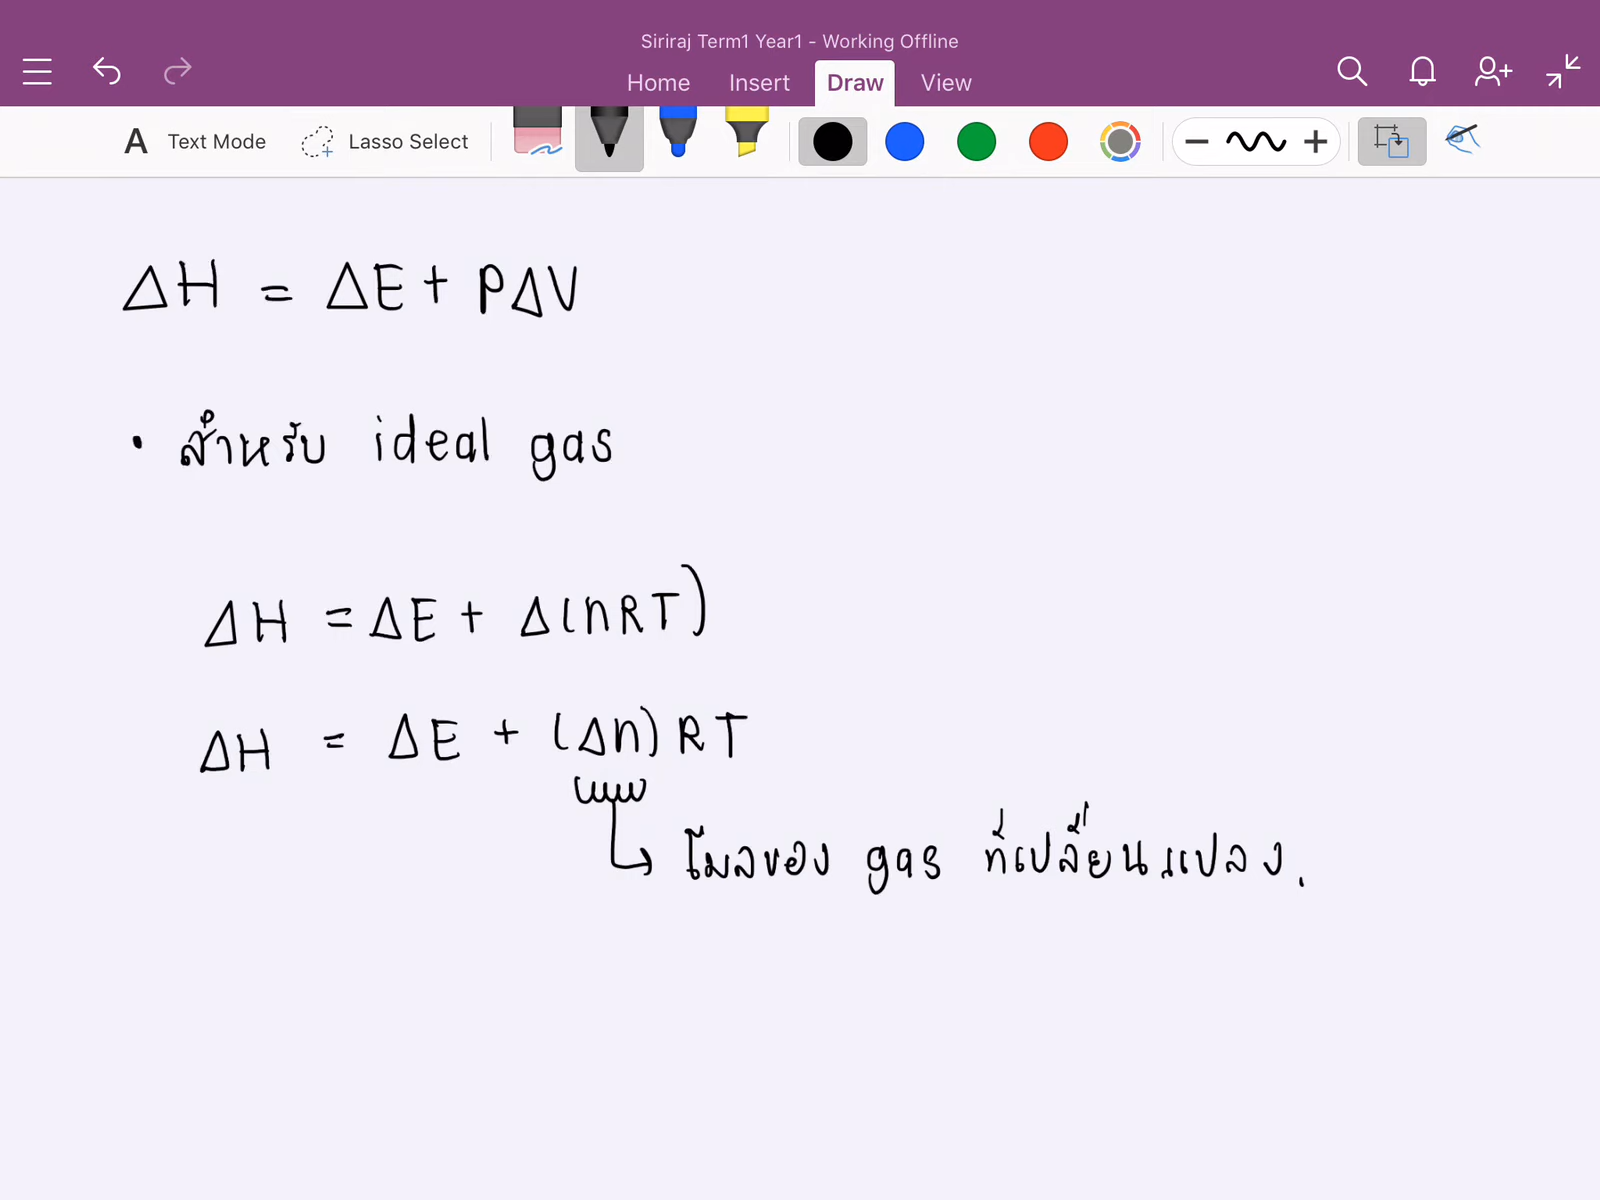 Siriraj Term1 Year1 - Working Offline
Home Insert Draw View
A Text Mode Lasso Select
ΔH = ΔE + PΔV
• สำหรับ ideal gas
ΔH = ΔE + Δ(nRT)
ΔH = ΔE + (Δn)RT
โมลของ gas ที่เปลี่ยนแปลง.